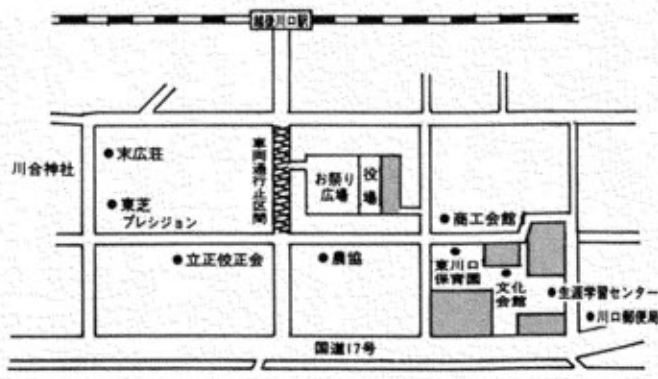 越後川口駅
末広荘
川合神社
東芝
プレシジョン
車両通行止区間
お祭り
広場
役場
商工会館
立正佼正会
農協
東川口
保育園
文化
会館
生涯学習センター
川口郵便局
国道17号